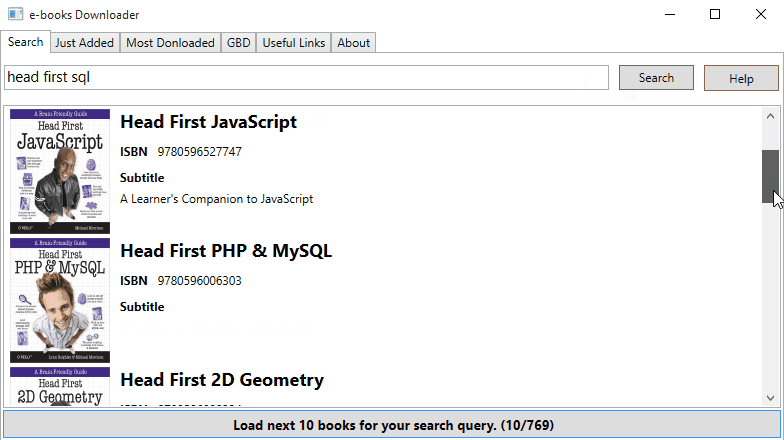 e-books Downloader
Search Just Added Most Donloaded GBD Useful Links About
head first sql Search Help
A Brain-Friendly Guide
Head First
JavaScript
O'REILLY Michael Morrison
Head First JavaScript
ISBN 9780596527747
Subtitle
A Learner's Companion to JavaScript
A Brain-Friendly Guide
Head First
PHP & MySQL
O'REILLY Lynn Beighley & Michael Morrison
Head First PHP & MySQL
ISBN 9780596006303
Subtitle
A Brain-Friendly Guide
Head First
2D Geometry
Head First 2D Geometry
Load next 10 books for your search query. (10/769)